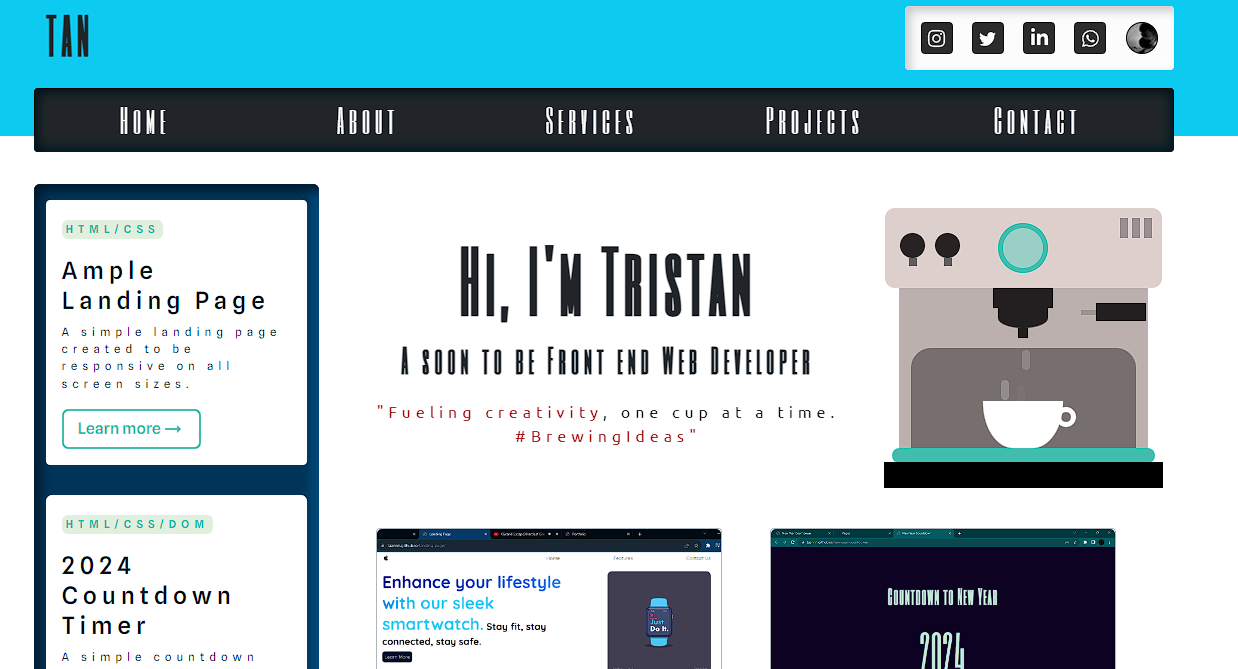 TAN
Home About Services Projects Contact
HTML/CSS
Ample
Landing Page
A simple landing page
created to be
responsive on all
screen sizes.
Learn more →
HTML/CSS/DOM
2024
Countdown
Timer
A simple countdown
Hi, I'm Tristan
A soon to be Front end Web Developer
"Fueling creativity, one cup at a time.
#BrewingIdeas"
Landing Page
Portfolio
Home Features Contact Us
Enhance your lifestyle
with our sleek
smartwatch. Stay fit, stay
connected, stay safe.
Learn More
Just
Do It.
Countdown to New Year
2024